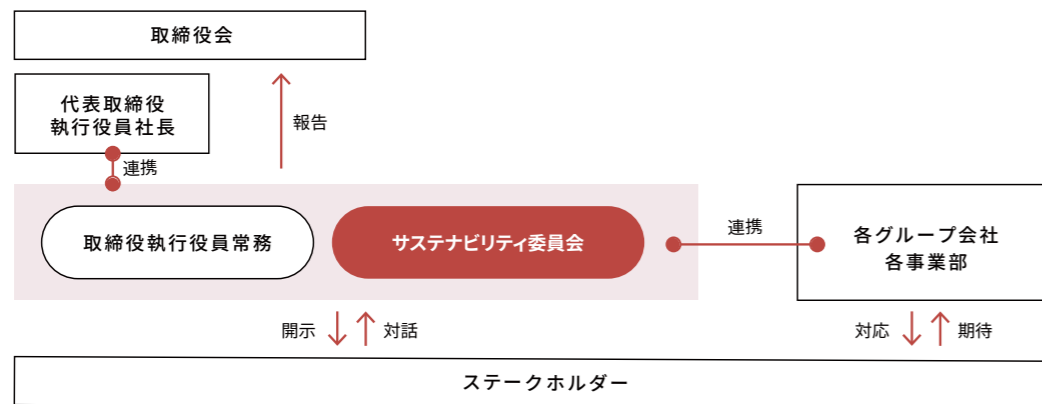 取締役会
代表取締役
執行役員社長
報告
連携
取締役執行役員常務
サステナビリティ委員会
連携
各グループ会社
各事業部
開示
対話
対応
期待
ステークホルダー